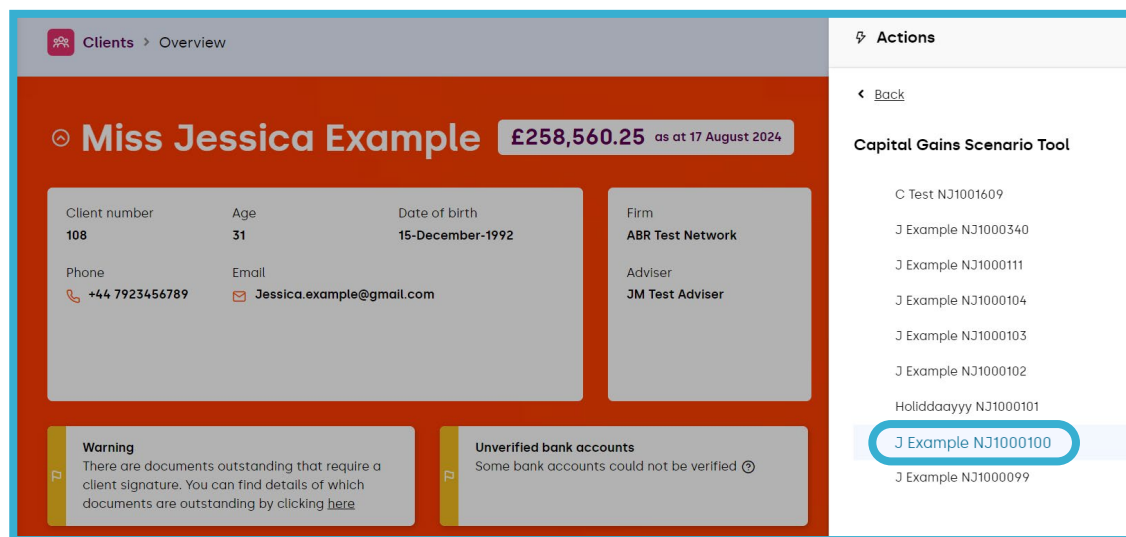 Clients > Overview
Miss Jessica Example £258,560.25 as at 17 August 2024
Client number
108
Age
31
Date of birth
15-December-1992
Phone
+44 7923456789
Email
Jessica.example@gmail.com
Firm
ABR Test Network
Adviser
JM Test Adviser
Warning
There are documents outstanding that require a
client signature. You can find details of which
documents are outstanding by clicking here
Unverified bank accounts
Some bank accounts could not be verified ?
Actions
< Back
Capital Gains Scenario Tool
C Test NJ1001609
J Example NJ1000340
J Example NJ1000111
J Example NJ1000104
J Example NJ1000103
J Example NJ1000102
Holiddaayyy NJ1000101
J Example NJ1000100
J Example NJ1000099